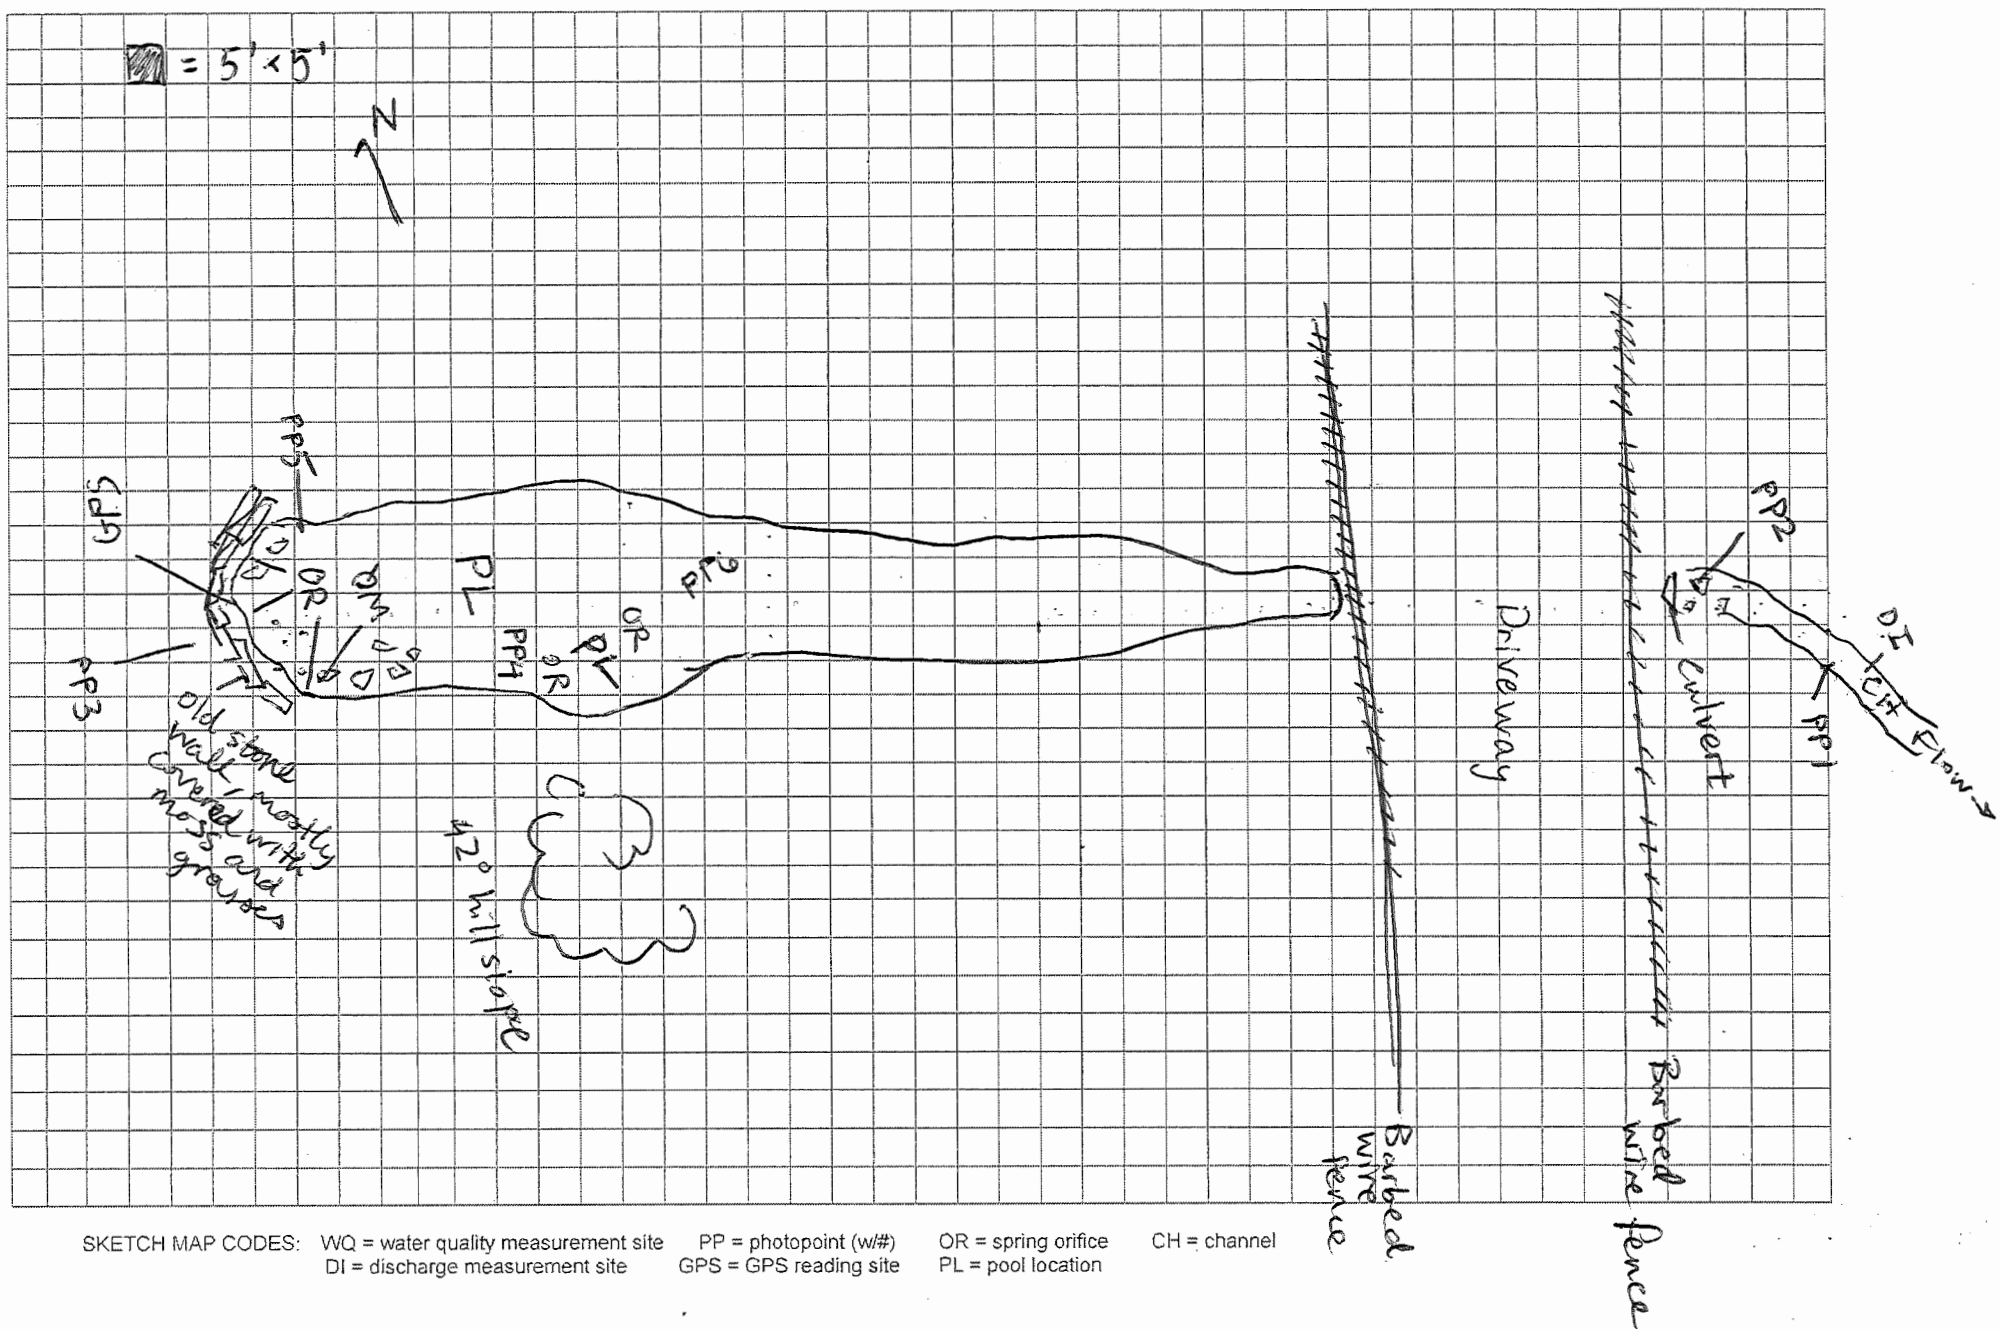 = 5' x 5'
N
PP5
GPS
OR
WQ
PL
PP4
OR
PL
OR
PP3
old stone
wall, mostly
covered with
moss and
grasses
42° hill slope
Driveway
Culvert
PP2
DI
CH
PP1
Flow
Barbed
wire
fence
Barbed
wire fence
SKETCH MAP CODES: WQ = water quality measurement site PP = photopoint (w/#) OR = spring orifice CH = channel
DI = discharge measurement site GPS = GPS reading site PL = pool location